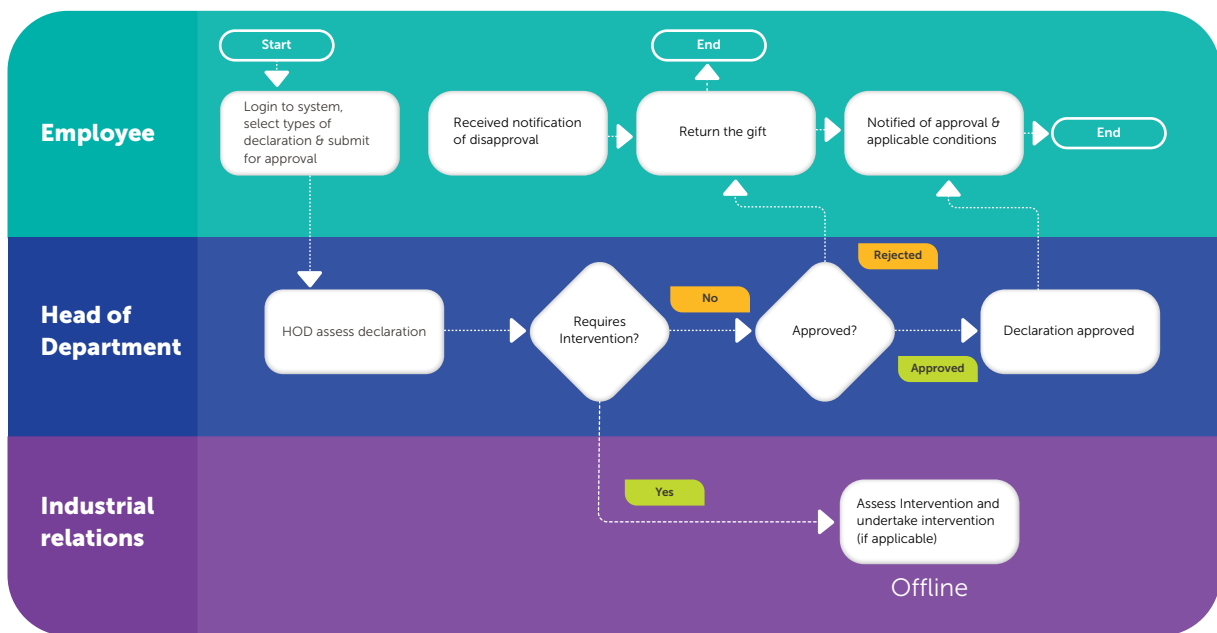 Employee
Start
Login to system,
select types of
declaration & submit
for approval
Received notification
of disapproval
End
Return the gift
Notified of approval &
applicable conditions
End
Head of
Department
HOD assess declaration
Requires
Intervention?
No
Approved?
Rejected
Approved
Declaration approved
Industrial
relations
Yes
Assess Intervention and
undertake intervention
(if applicable)
Offline